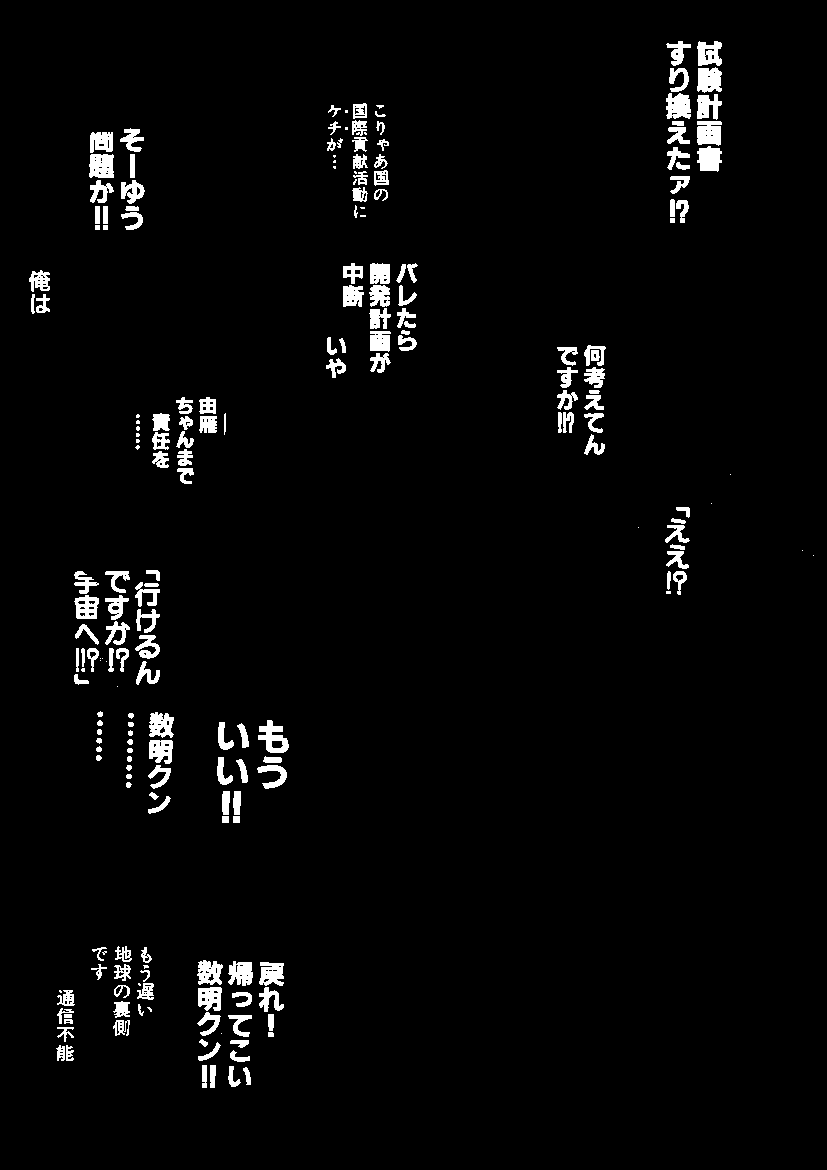 試験計画書
すり換えたァ!?
何考えてん
ですか!!?
「ええ!?
こりゃあ国の
国際貢献活動に
ケチが…
バレたら
開発計画が
中断
いや
そーゆう
問題か!!
俺は
―
由雁
ちゃんまで
責任を
……
「行けるん
ですか!?
宇宙へ!!?」
もう
いい!!
数明クン
………
……
戻れ!
帰ってこい
数明クン!!
もう遅い
地球の裏側
です
通信不能